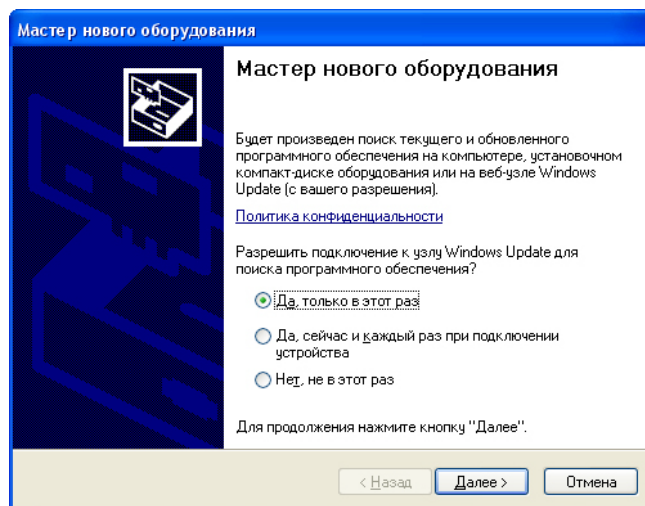 Мастер нового оборудования
Мастер нового оборудования
Будет произведен поиск текущего и обновленного
программного обеспечения на компьютере, установочном
компакт-диске оборудования или на веб-узле Windows
Update (с вашего разрешения).
Политика конфиденциальности
Разрешить подключение к узлу Windows Update для
поиска программного обеспечения?
Да, только в этот раз
Да, сейчас и каждый раз при подключении
устройства
Нет, не в этот раз
Для продолжения нажмите кнопку "Далее".
< Назад Далее > Отмена